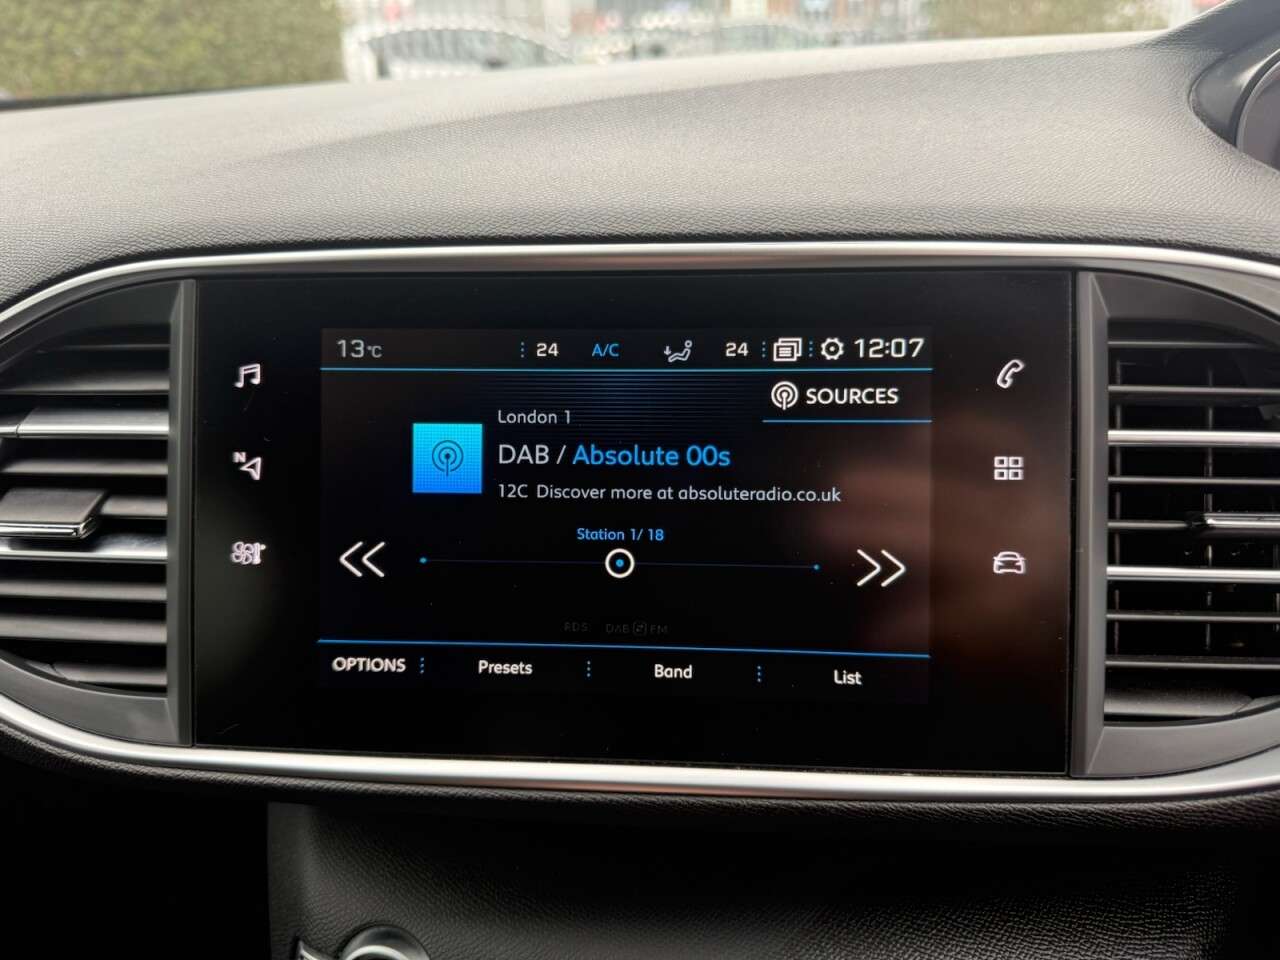 13°C 24 A/C 24 12:07
SOURCES
London 1
DAB / Absolute 00s
12C Discover more at absoluteradio.co.uk
Station 1/ 18
N
RDS DAB FM
OPTIONS Presets Band List